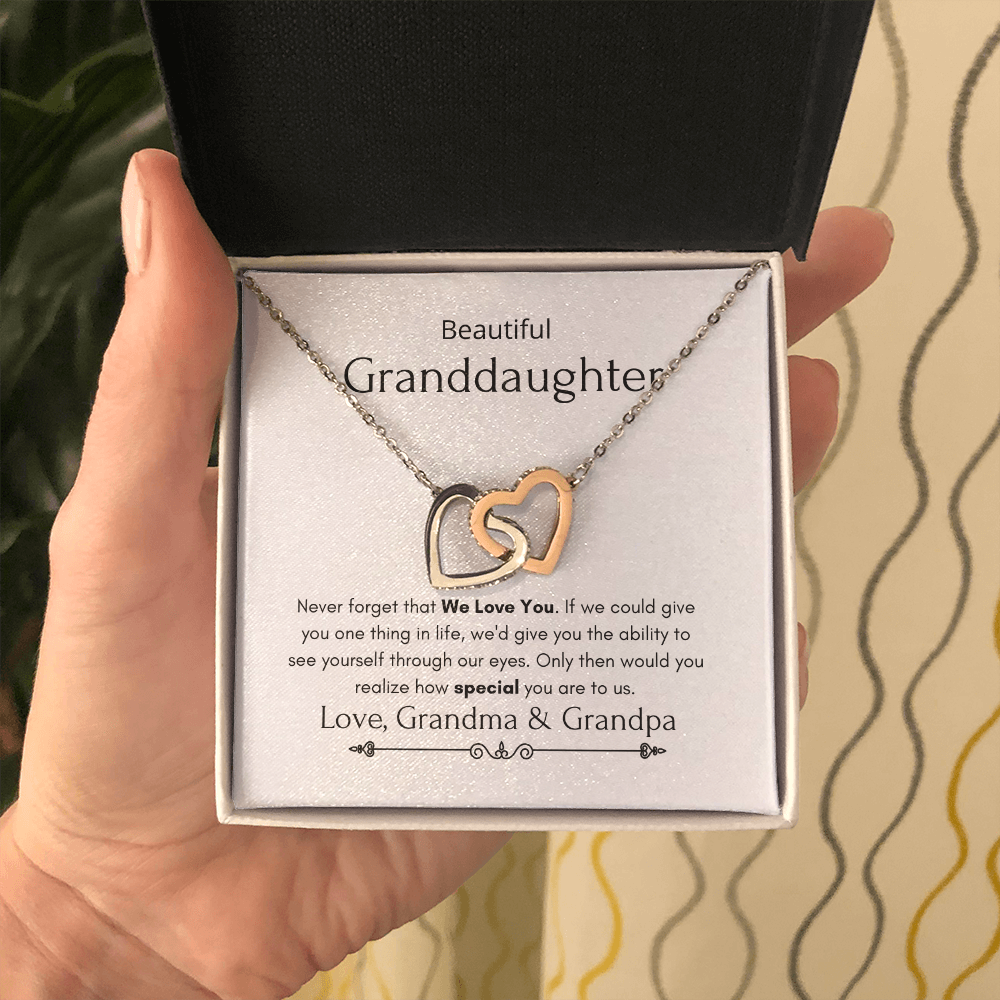 Beautiful
Granddaughter
Never forget that We Love You. If we could give
you one thing in life, we'd give you the ability to
see yourself through our eyes. Only then would you
realize how special you are to us.
Love, Grandma & Grandpa